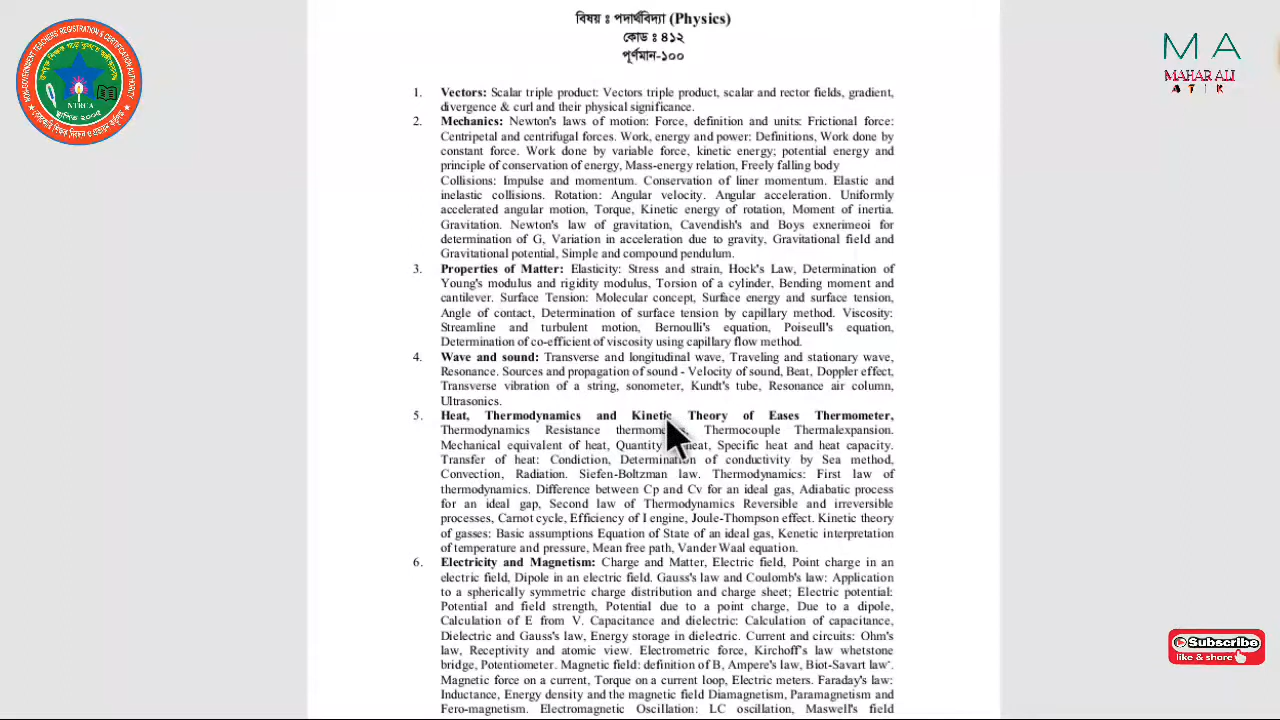 বিষয় ঃ পদার্থবিদ্যা (Physics)
কোড ঃ ৪১২
পূর্ণমান-১০০
1. Vectors: Scalar triple product: Vectors triple product, scalar and rector fields, gradient,
divergence & curl and their physical significance.
2. Mechanics: Newton's laws of motion: Force, definition and units: Frictional force:
Centripetal and centrifugal forces. Work, energy and power: Definitions, Work done by
constant force. Work done by variable force, kinetic energy; potential energy and
principle of conservation of energy, Mass-energy relation, Freely falling body
Collisions: Impulse and momentum. Conservation of liner momentum. Elastic and
inelastic collisions. Rotation: Angular velocity. Angular acceleration. Uniformly
accelerated angular motion, Torque, Kinetic energy of rotation, Moment of inertia.
Gravitation. Newton's law of gravitation, Cavendish's and Boys exnerimeoi for
determination of G, Variation in acceleration due to gravity, Gravitational field and
Gravitational potential, Simple and compound pendulum.
3. Properties of Matter: Elasticity: Stress and strain, Hock's Law, Determination of
Young's modulus and rigidity modulus, Torsion of a cylinder, Bending moment and
cantilever. Surface Tension: Molecular concept, Surface energy and surface tension,
Angle of contact, Determination of surface tension by capillary method. Viscosity:
Streamline and turbulent motion, Bernoulli's equation, Poiseull's equation,
Determination of co-efficient of viscosity using capillary flow method.
4. Wave and sound: Transverse and longitudinal wave, Traveling and stationary wave,
Resonance. Sources and propagation of sound - Velocity of sound, Beat, Doppler effect,
Transverse vibration of a string, sonometer, Kundt's tube, Resonance air column,
Ultrasonics.
5. Heat, Thermodynamics and Kinetic Theory of Eases Thermometer,
Thermodynamics Resistance Thermocouple Thermalexpansion.
Mechanical equivalent of heat, Quantity heat, Specific heat and heat capacity.
Transfer of heat: Condiction, Determination of conductivity by Sea method,
Convection, Radiation. Siefen-Boltzman law. Thermodynamics: First law of
thermodynamics. Difference between Cp and Cv for an ideal gas, Adiabatic process
for an ideal gap, Second law of Thermodynamics Reversible and irreversible
processes, Carnot cycle, Efficiency of I engine, Joule-Thompson effect. Kinetic theory
of gasses: Basic assumptions Equation of State of an ideal gas, Kenetic interpretation
of temperature and pressure, Mean free path, Vander Waal equation.
6. Electricity and Magnetism: Charge and Matter, Electric field, Point charge in an
electric field, Dipole in an electric field. Gauss's law and Coulomb's law: Application
to a spherically symmetric charge distribution and charge sheet; Electric potential:
Potential and field strength, Potential due to a point charge, Due to a dipole,
Calculation of E from V. Capacitance and dielectric: Calculation of capacitance,
Dielectric and Gauss's law, Energy storage in dielectric. Current and circuits: Ohm's
law, Receptivity and atomic view. Electrometric force, Kirchoff's law whetstone
bridge, Potentiometer. Magnetic field: definition of B, Ampere's law, Biot-Savart law'.
Magnetic force on a current, Torque on a current loop, Electric meters. Faraday's law:
Inductance, Energy density and the magnetic field Diamagnetism, Paramagnetism and
Fero-magnetism. Electromagnetic Oscillation: LC oscillation, Maswell's field
NON-GOVERNMENT TEACHERS REGISTRATION & CERTIFICATION AUTHORITY
NTRCA
স্থাপিত ২০০৫
M A
MAHAR ALI
ATIK
Subscribe
like & share